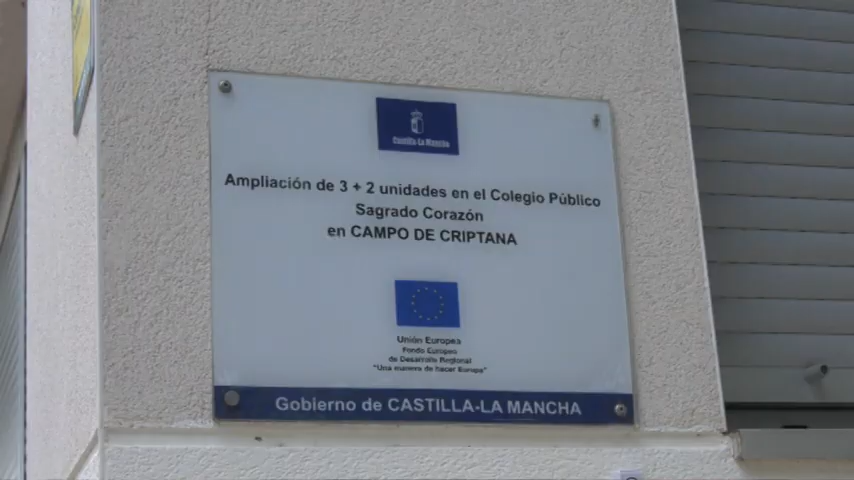 Castilla-La Mancha
Ampliación de 3 + 2 unidades en el Colegio Público
Sagrado Corazón
en CAMPO DE CRIPTANA
Unión Europea
Fondo Europeo
de Desarrollo Regional
"Una manera de hacer Europa"
Gobierno de CASTILLA-LA MANCHA